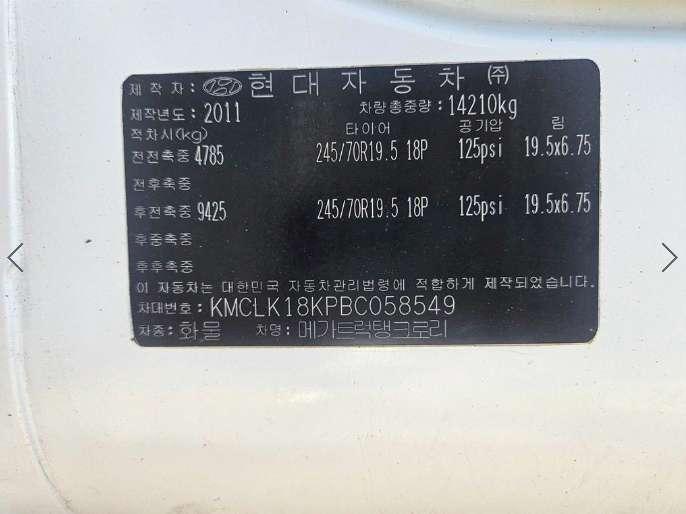 제작자: 현대자동차 ㈜
제작년도: 2011 차량총중량: 14210kg
적차시(kg) 타이어 공기압 림
전전축중 4785 245/70R19.5 18P 125psi 19.5x6.75
전후축중
후전축중 9425 245/70R19.5 18P 125psi 19.5x6.75
후중축중
후후축중
이 자동차는 대한민국 자동차관리법령에 적합하게 제작되었습니다.
차대번호: KMCLK18KPBC058549
차종: 화물 차명: 메가트럭탱크로리